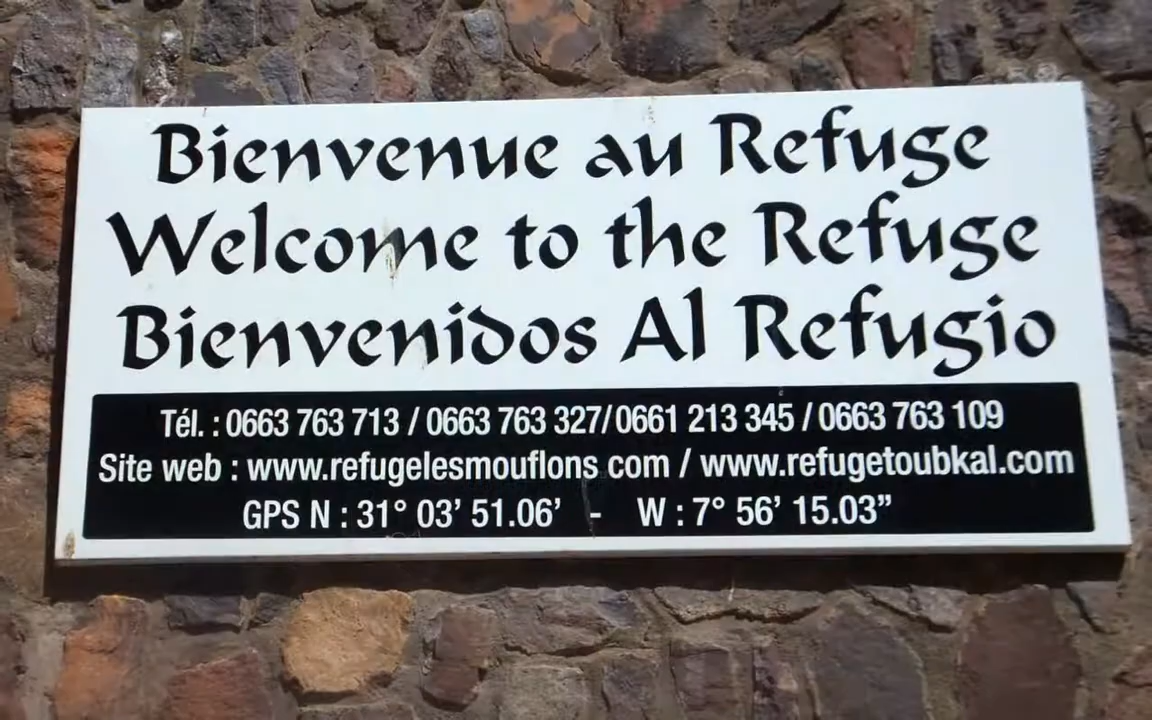 Bienvenue au Refuge
Welcome to the Refuge
Bienvenidos Al Refugio
Tél. : 0663 763 713 / 0663 763 327/0661 213 345 / 0663 763 109
Site web : www.refugelesmouflons com / www.refugetoubkal.com
GPS N : 31° 03’ 51.06’ - W : 7° 56’ 15.03”